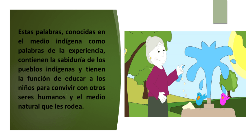 Estas palabras, conocidas en
el medio indígena como
palabras de la experiencia,
contienen la sabiduría de los
pueblos indígenas y tienen
la función de educar a los
niños para convivir con otros
seres humanos y el medio
natural que les rodea.